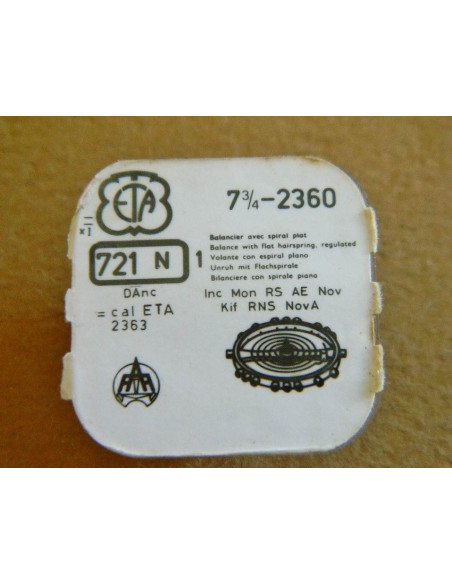 ETA
7¾-2360
= x1
721 N 1
Balancier avec spiral plat
Balance with flat hairspring, regulated
Volante con espiral plano
Unruh mit Flachspirale
Bilanciere con spirale piano
DAnc
= cal ETA
2363
Inc Mon RS AE Nov
Kif RNS NovA